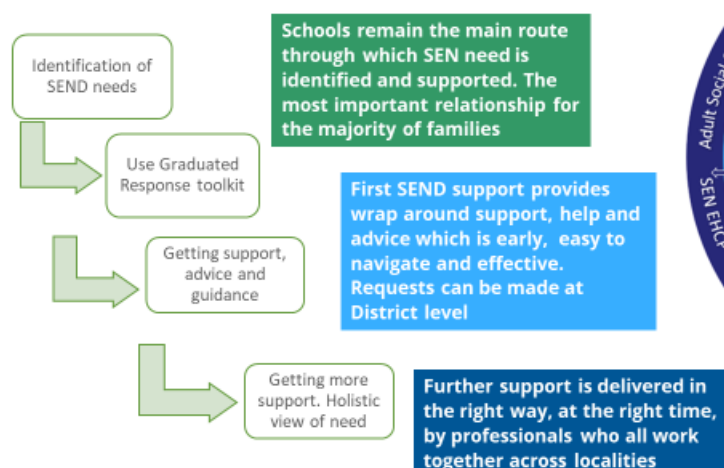 Identification of
SEND needs
Schools remain the main route
through which SEN need is
identified and supported. The
most important relationship for
the majority of families
Use Graduated
Response toolkit
First SEND support provides
wrap around support, help and
advice which is early, easy to
navigate and effective.
Requests can be made at
District level
Getting support,
advice and
guidance
Getting more
support. Holistic
view of need
Further support is delivered in
the right way, at the right time,
by professionals who all work
together across localities
Adult Social
SEN EHCP